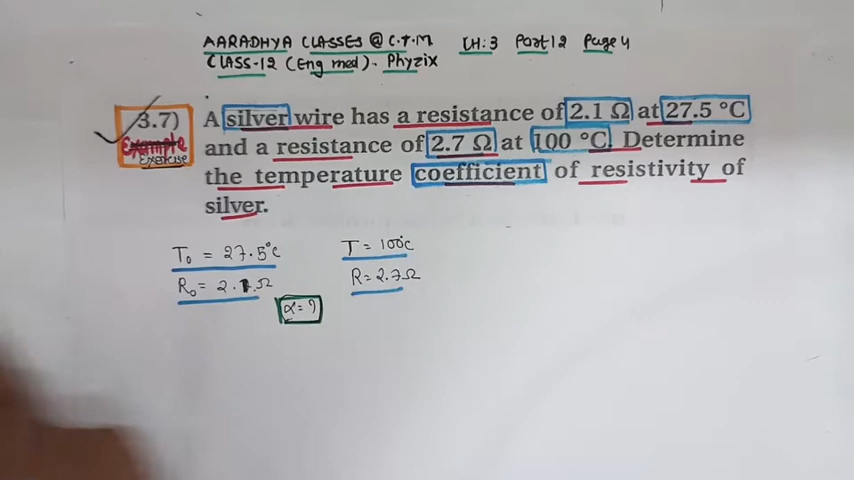 AARADHYA CLASSES @ C.T.M. CH:3 Part 12 Page 4
CLASS-12 (Eng med). Phyzix
3.7) A silver wire has a resistance of 2.1 Ω at 27.5 °C
Example and a resistance of 2.7 Ω at 100 °C. Determine
Exercise the temperature coefficient of resistivity of
silver.
T₀ = 27.5°C T = 100°C
R₀ = 2.1Ω R = 2.7Ω
α = ?